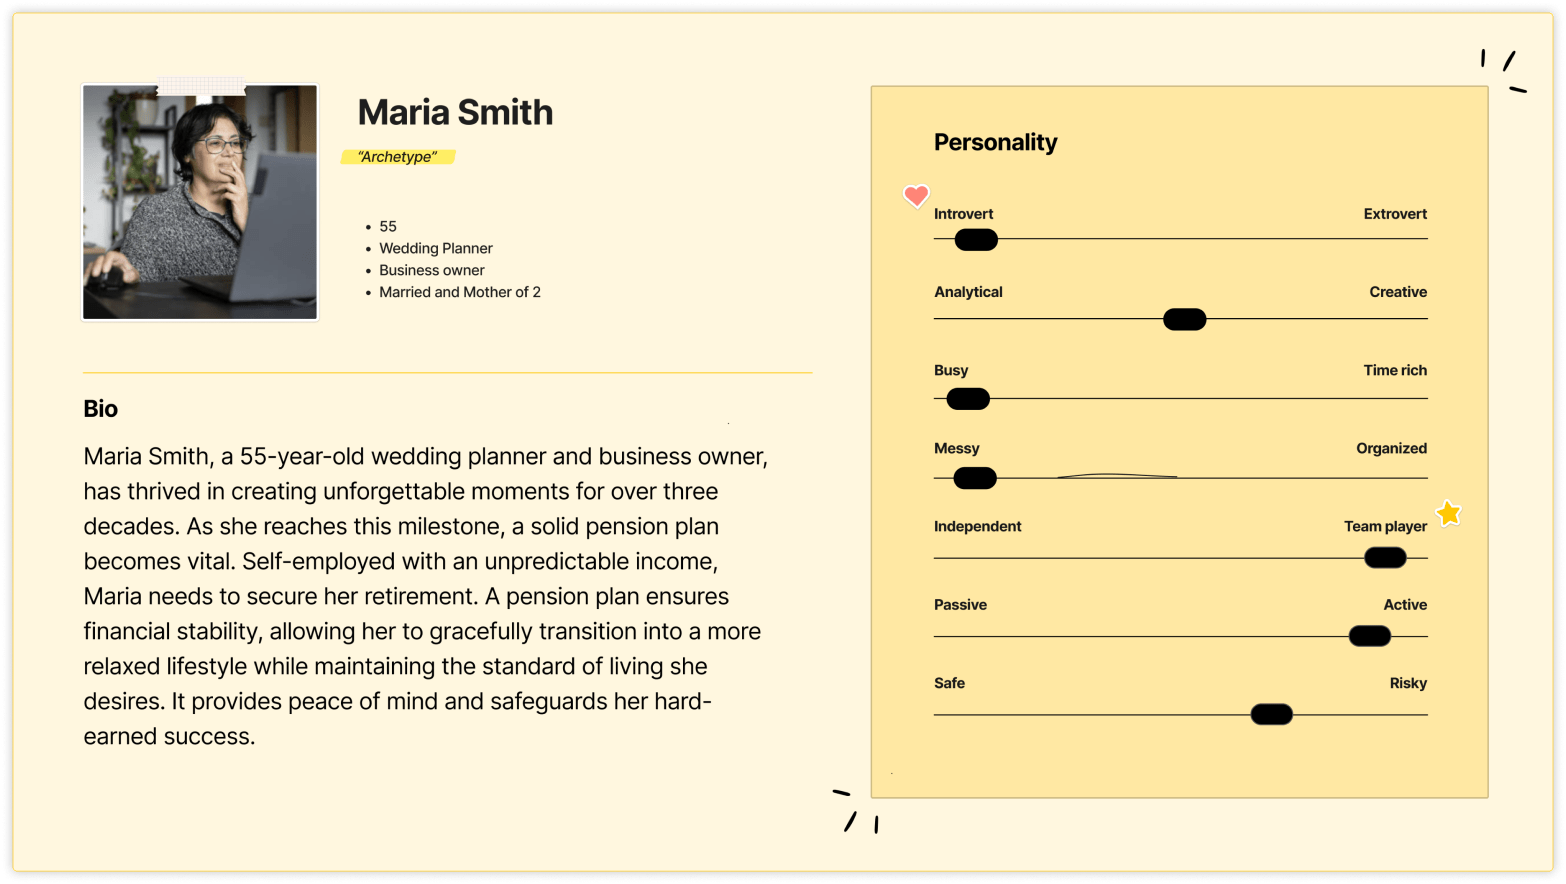 Maria Smith
“Archetype”
• 55
• Wedding Planner
• Business owner
• Married and Mother of 2
Bio
Maria Smith, a 55-year-old wedding planner and business owner,
has thrived in creating unforgettable moments for over three
decades. As she reaches this milestone, a solid pension plan
becomes vital. Self-employed with an unpredictable income,
Maria needs to secure her retirement. A pension plan ensures
financial stability, allowing her to gracefully transition into a more
relaxed lifestyle while maintaining the standard of living she
desires. It provides peace of mind and safeguards her hard-
earned success.
Personality
Introvert Extrovert
Analytical Creative
Busy Time rich
Messy Organized
Independent Team player
Passive Active
Safe Risky